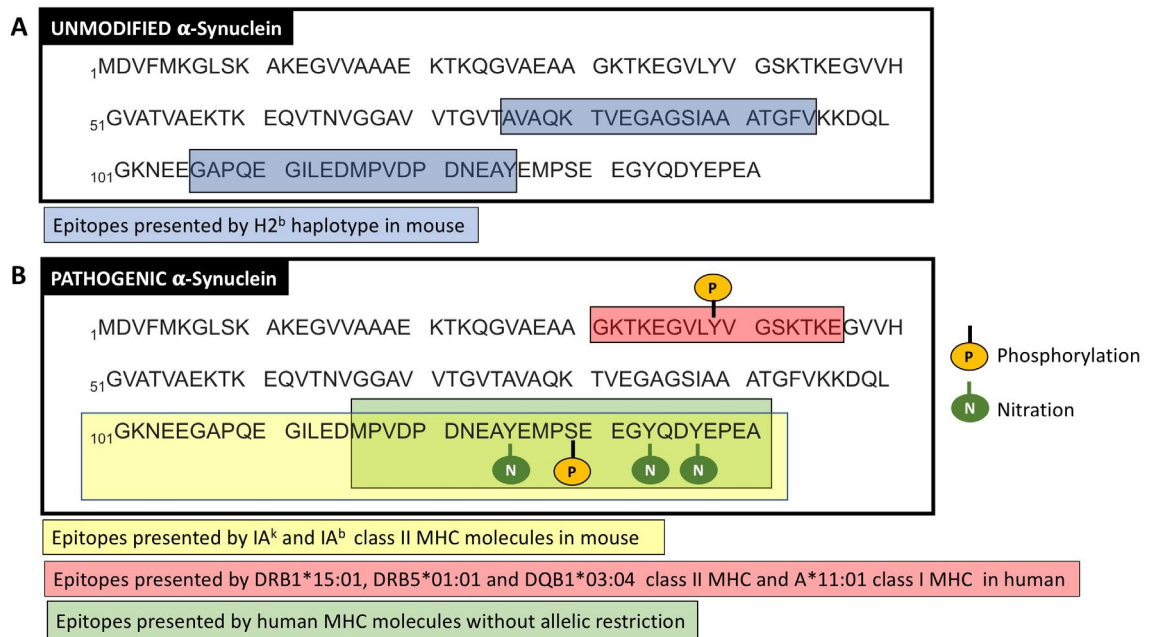 A
UNMODIFIED α-Synuclein
1MDVFMKGLSK AKEGVVAAAE KTKQGVAEAA GKTKEGVLYV GSKTKEGVVH
51GVATVAEKTK EQVTNVGGAV VTGVTAVAQK TVEGAGSIAA ATGFVKKDQL
101GKNEEGAPQE GILEDMPVDP DNEAYEMPSE EGYQDYEPEA
Epitopes presented by H2ᵇ haplotype in mouse
B
PATHOGENIC α-Synuclein
P
1MDVFMKGLSK AKEGVVAAAE KTKQGVAEAA GKTKEGVLYV GSKTKEGVVH
51GVATVAEKTK EQVTNVGGAV VTGVTAVAQK TVEGAGSIAA ATGFVKKDQL
101GKNEEGAPQE GILEDMPVDP DNEAYEMPSE EGYQDYEPEA
N P N N
P Phosphorylation
N Nitration
Epitopes presented by IAᵏ and IAᵇ class II MHC molecules in mouse
Epitopes presented by DRB1*15:01, DRB5*01:01 and DQB1*03:04 class II MHC and A*11:01 class I MHC in human
Epitopes presented by human MHC molecules without allelic restriction